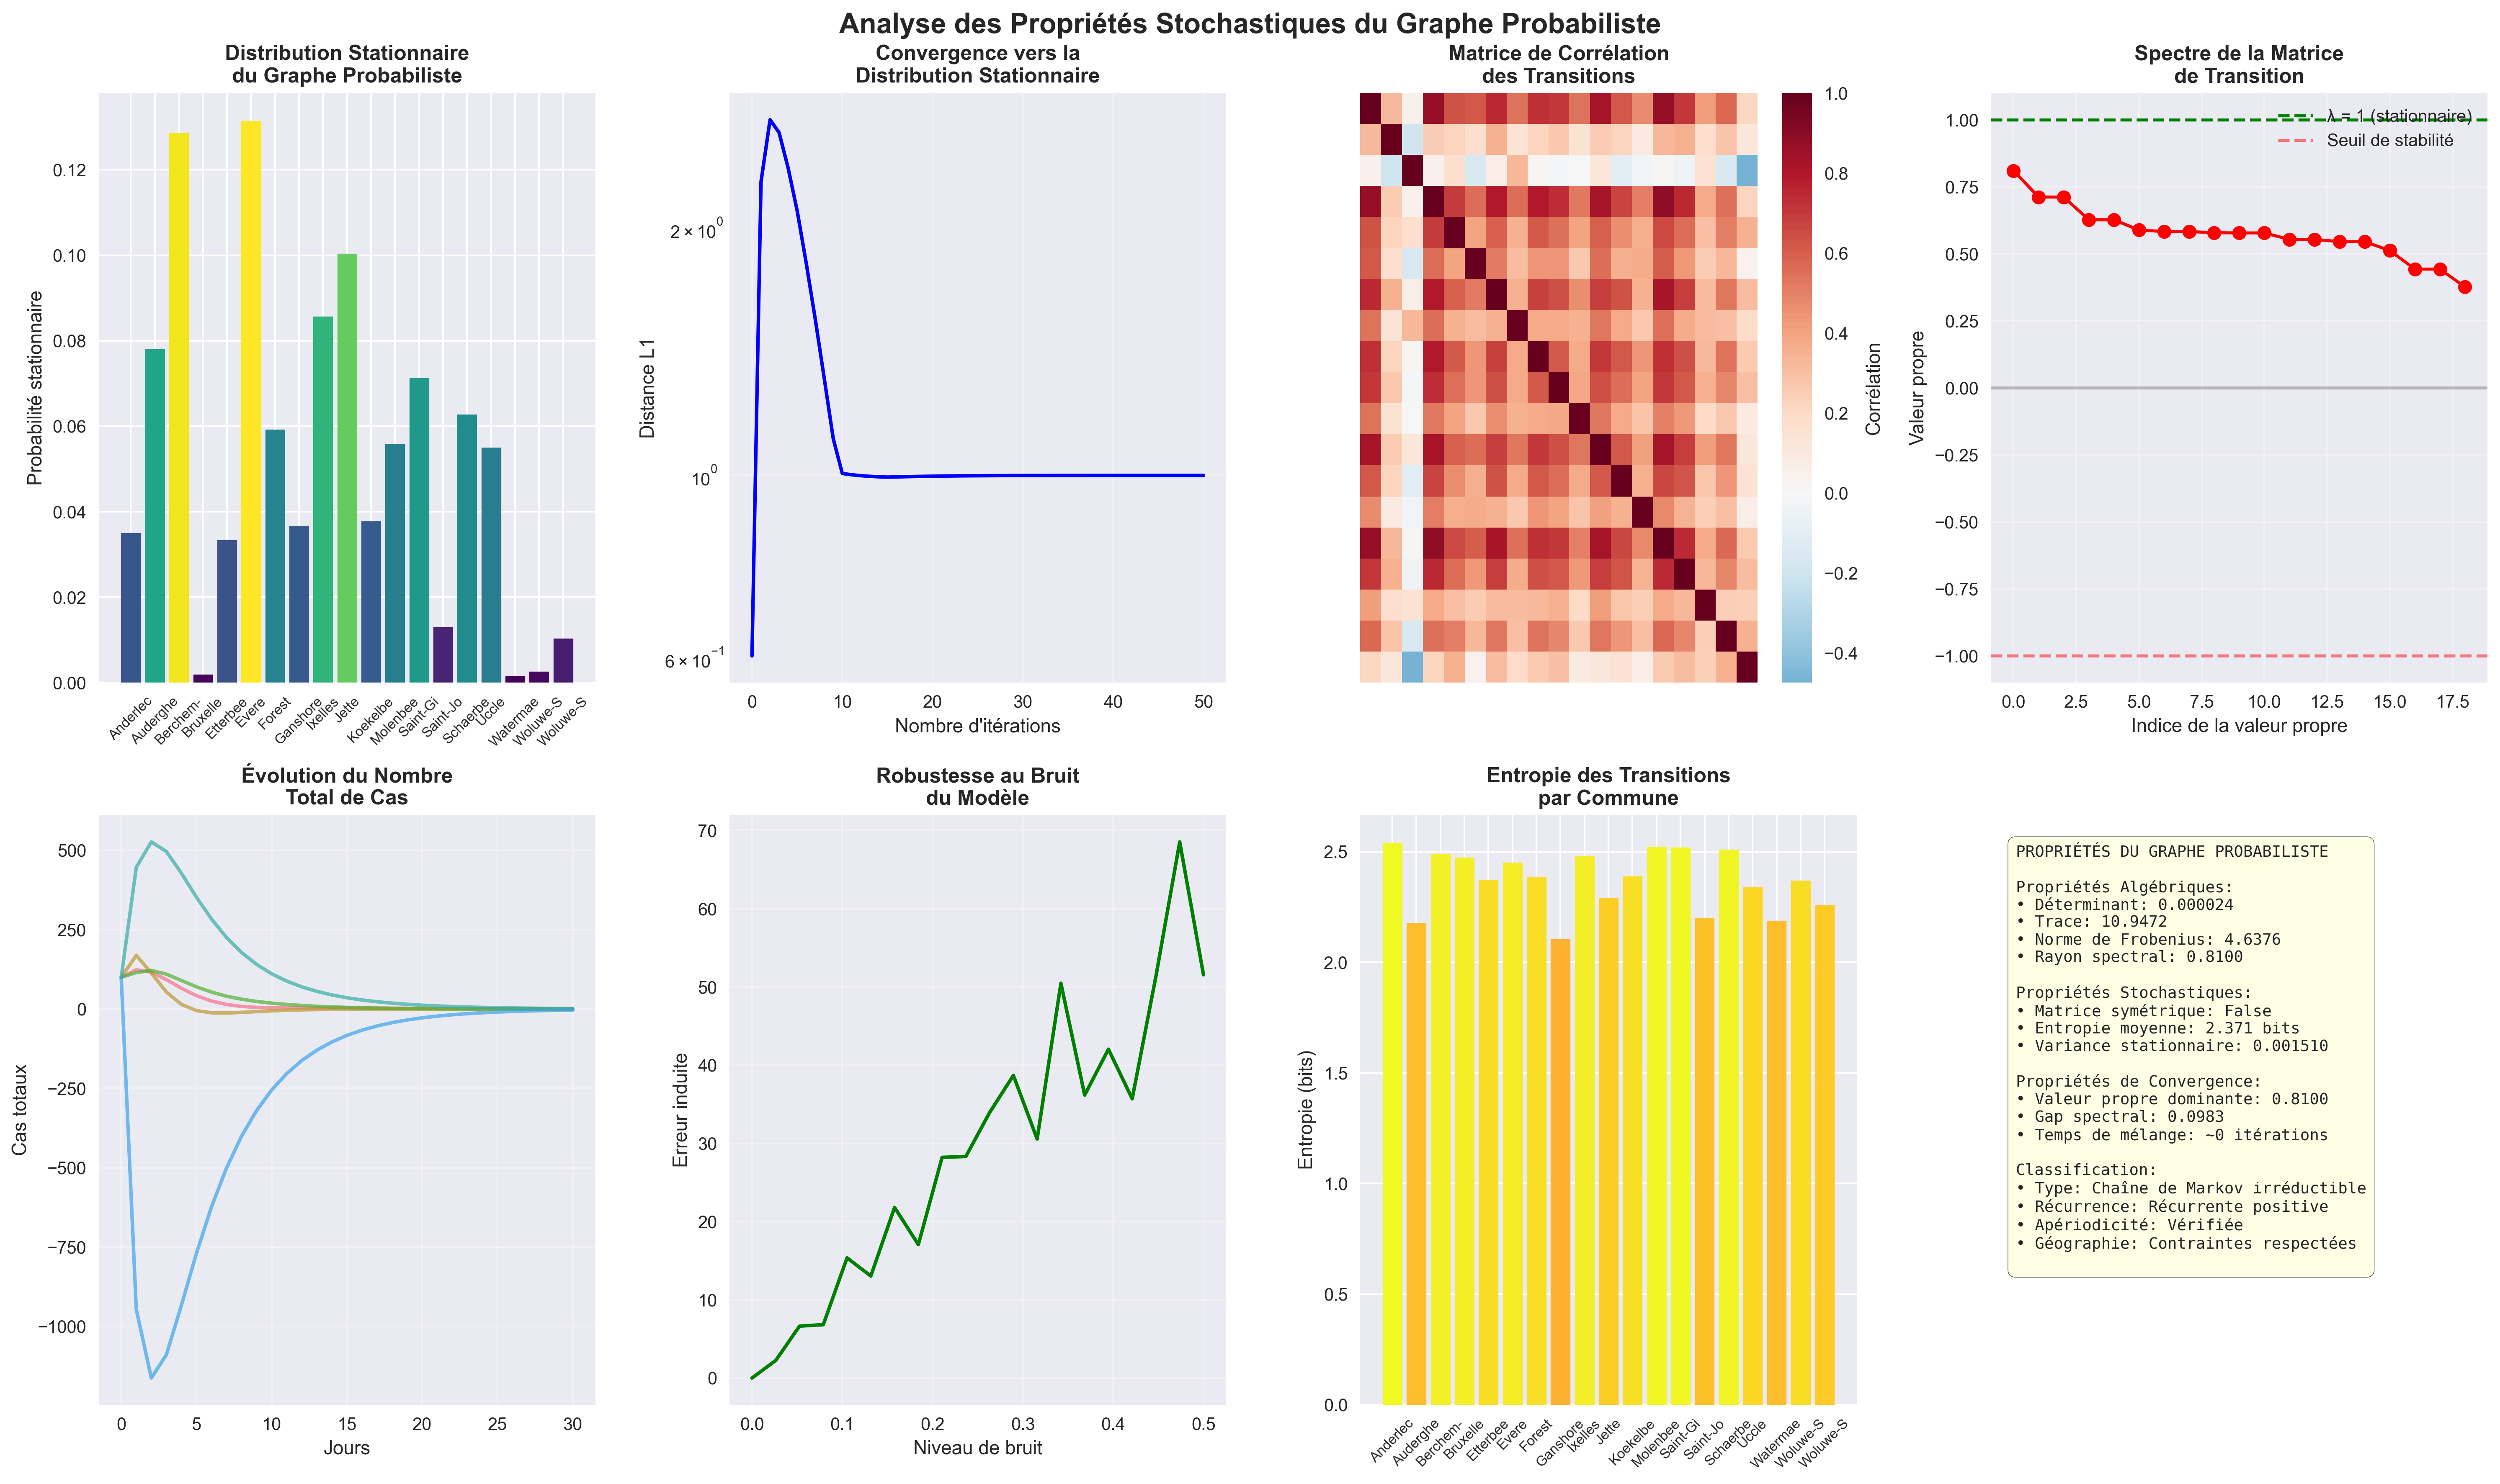 Analyse des Propriétés Stochastiques du Graphe Probabiliste
Distribution Stationnaire
du Graphe Probabiliste
Probabilité stationnaire
0.12
0.10
0.08
0.06
0.04
0.02
0.00
Anderlec
Auderghe
Berchem-
Bruxelle
Etterbee
Evere
Forest
Ganshore
Ixelles
Jette
Koekelbe
Molenbee
Saint-Gi
Saint-Jo
Schaerbe
Uccle
Watermae
Woluwe-S
Woluwe-S
Convergence vers la
Distribution Stationnaire
Distance L1
2 × 10⁰
10⁰
6 × 10⁻¹
0 10 20 30 40 50
Nombre d'itérations
Matrice de Corrélation
des Transitions
1.0
0.8
0.6
0.4
0.2
0.0
−0.2
−0.4
Corrélation
Spectre de la Matrice
de Transition
λ = 1 (stationnaire)
Seuil de stabilité
Valeur propre
1.00
0.75
0.50
0.25
0.00
−0.25
−0.50
−0.75
−1.00
0.0 2.5 5.0 7.5 10.0 12.5 15.0 17.5
Indice de la valeur propre
Évolution du Nombre
Total de Cas
Cas totaux
500
250
0
−250
−500
−750
−1000
0 5 10 15 20 25 30
Jours
Robustesse au Bruit
du Modèle
Erreur induite
70
60
50
40
30
20
10
0
0.0 0.1 0.2 0.3 0.4 0.5
Niveau de bruit
Entropie des Transitions
par Commune
Entropie (bits)
2.5
2.0
1.5
1.0
0.5
0.0
Anderlec
Auderghe
Berchem-
Bruxelle
Etterbee
Evere
Forest
Ganshore
Ixelles
Jette
Koekelbe
Molenbee
Saint-Gi
Saint-Jo
Schaerbe
Uccle
Watermae
Woluwe-S
Woluwe-S
PROPRIÉTÉS DU GRAPHE PROBABILISTE
Propriétés Algébriques:
• Déterminant: 0.000024
• Trace: 10.9472
• Norme de Frobenius: 4.6376
• Rayon spectral: 0.8100
Propriétés Stochastiques:
• Matrice symétrique: False
• Entropie moyenne: 2.371 bits
• Variance stationnaire: 0.001510
Propriétés de Convergence:
• Valeur propre dominante: 0.8100
• Gap spectral: 0.0983
• Temps de mélange: ~0 itérations
Classification:
• Type: Chaîne de Markov irréductible
• Récurrence: Récurrente positive
• Apériodicité: Vérifiée
• Géographie: Contraintes respectées